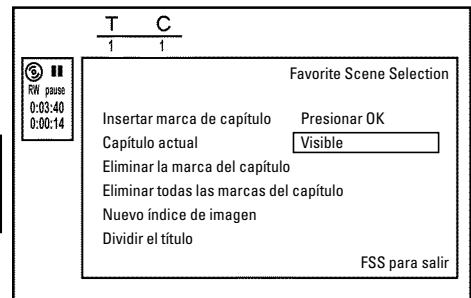 T C
1 1
RW pause
0:03:40
0:00:14
Favorite Scene Selection
Insertar marca de capítulo Presionar OK
Capítulo actual Visible
Eliminar la marca del capítulo
Eliminar todas las marcas del capítulo
Nuevo índice de imagen
Dividir el título
FSS para salir